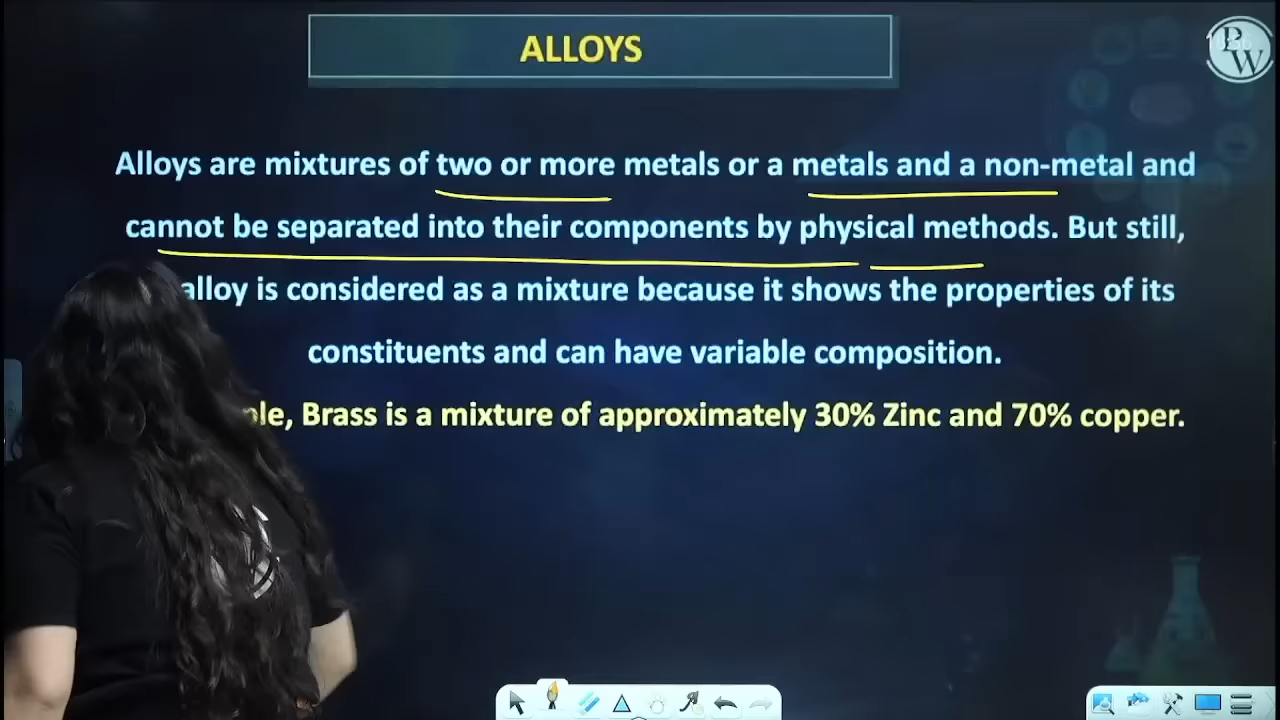 ALLOYS
Alloys are mixtures of two or more metals or a metals and a non-metal and
cannot be separated into their components by physical methods. But still,
alloy is considered as a mixture because it shows the properties of its
constituents and can have variable composition.
Brass is a mixture of approximately 30% Zinc and 70% copper.
PW